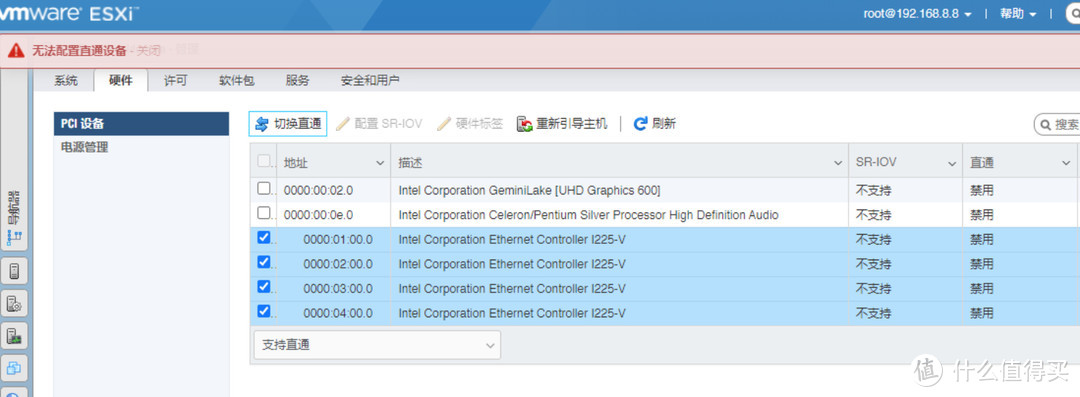 vmware ESXi™
root@192.168.8.8 | 帮助
无法配置直通设备 - 关闭
系统 硬件 许可 软件包 服务 安全和用户
导航器
PCI 设备
电源管理
切换直通 配置 SR-IOV 硬件标签 重新引导主机 | 刷新 搜索
地址 描述 SR-IOV 直通
0000:00:02.0 Intel Corporation GeminiLake [UHD Graphics 600] 不支持 禁用
0000:00:0e.0 Intel Corporation Celeron/Pentium Silver Processor High Definition Audio 不支持 禁用
0000:01:00.0 Intel Corporation Ethernet Controller I225-V 不支持 禁用
0000:02:00.0 Intel Corporation Ethernet Controller I225-V 不支持 禁用
0000:03:00.0 Intel Corporation Ethernet Controller I225-V 不支持 禁用
0000:04:00.0 Intel Corporation Ethernet Controller I225-V 不支持 禁用
支持直通
值 什么值得买